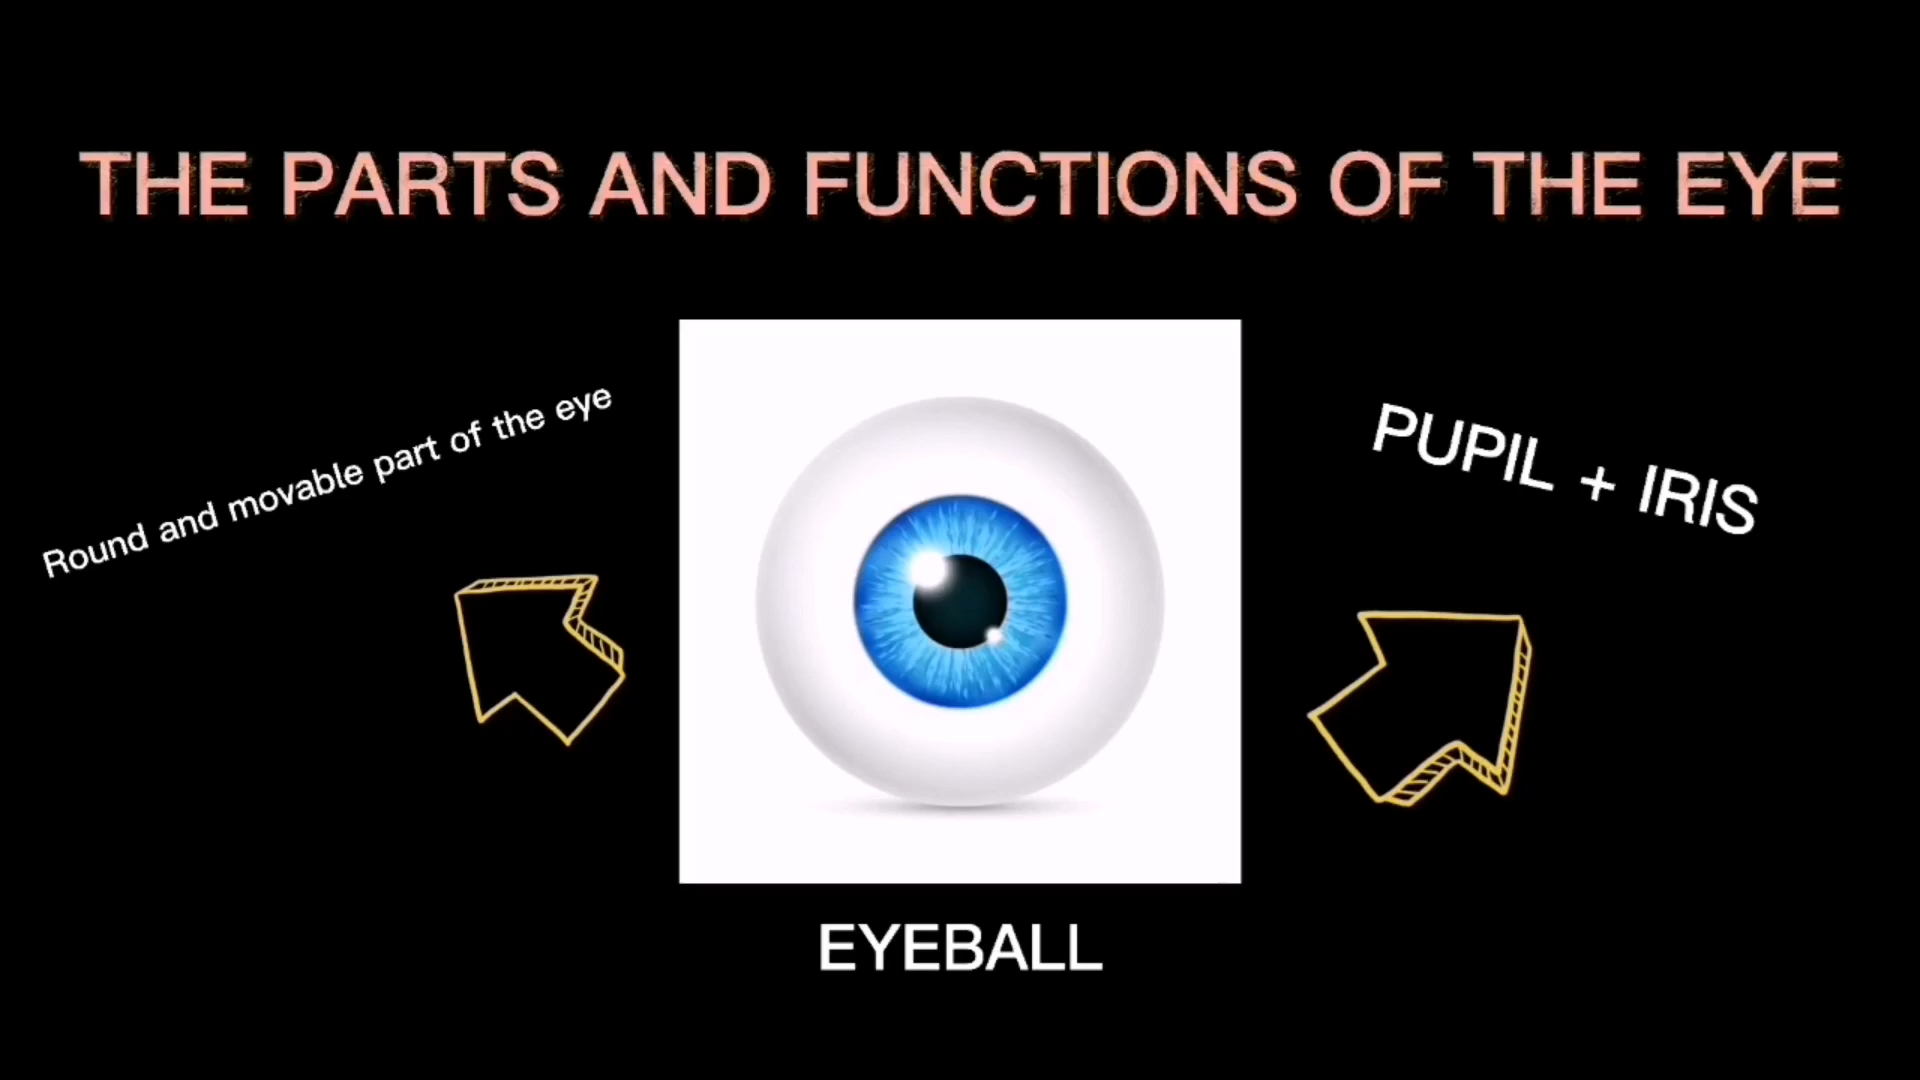 THE PARTS AND FUNCTIONS OF THE EYE
Round and movable part of the eye
PUPIL + IRIS
EYEBALL